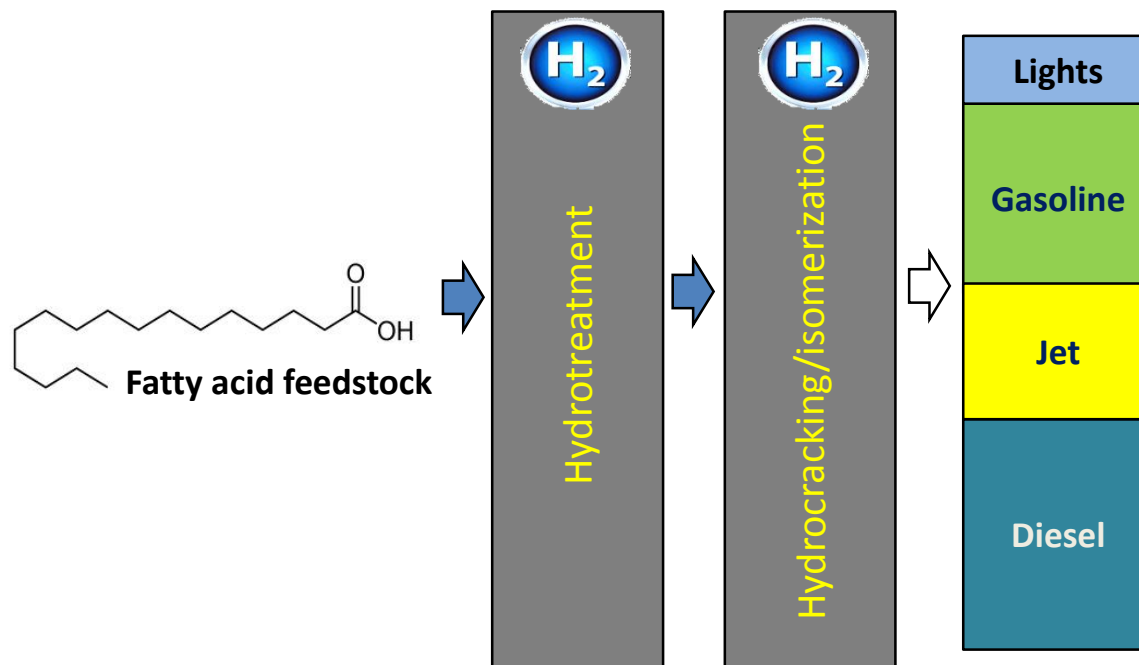 O
OH
Fatty acid feedstock
H2
Hydrotreatment
H2
Hydrocracking/isomerization
Lights
Gasoline
Jet
Diesel